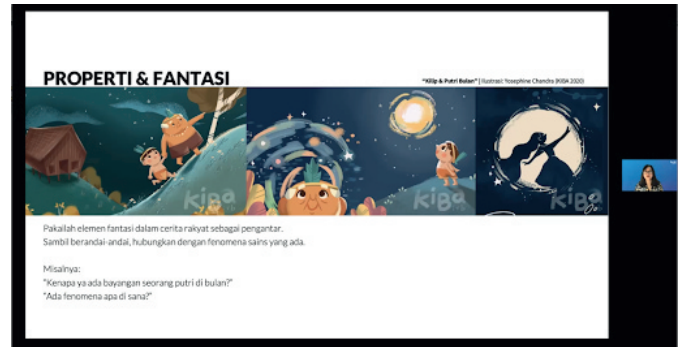 PROPERTI & FANTASI
"Kilip & Putri Bulan" | Ilustrasi: Yosephine Chandra (KIBA 2020)
kiBa
kiBa
kiBa
Pakailah elemen fantasi dalam cerita rakyat sebagai pengantar.
Sambil berandai-andai, hubungkan dengan fenomena sains yang ada.
Misalnya:
"Kenapa ya ada bayangan seorang putri di bulan?"
"Ada fenomena apa di sana?"